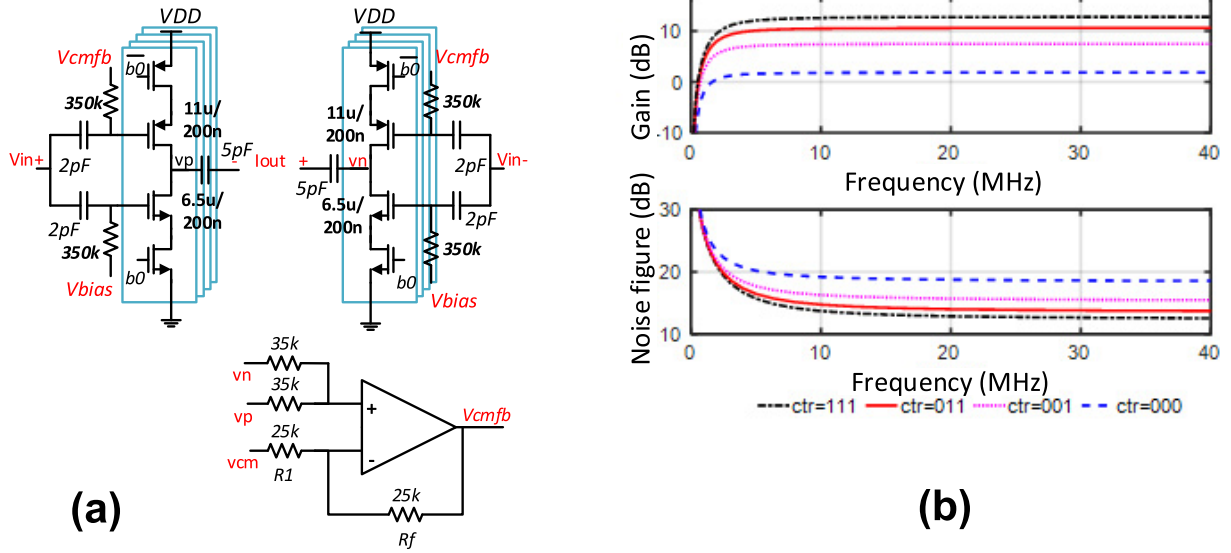 VDD
Vcmfb
b0
350k
11u/
200n
Vin+
2pF
vp
5pF
-
6.5u/
200n
2pF
350k
b0
Vbias
VDD
b0
Vcmfb
350k
11u/
200n
Iout
+
vn
5pF
2pF
Vin-
6.5u/
200n
2pF
350k
b0
Vbias
35k
vn
35k
vp
+
Vcmfb
25k
vcm
-
R1
25k
Rf
(a)
Gain (dB)
10
0
-10
0
10
20
30
40
Frequency (MHz)
Noise figure (dB)
30
20
10
0
10
20
30
40
Frequency (MHz)
ctr=111
ctr=011
ctr=001
ctr=000
(b)